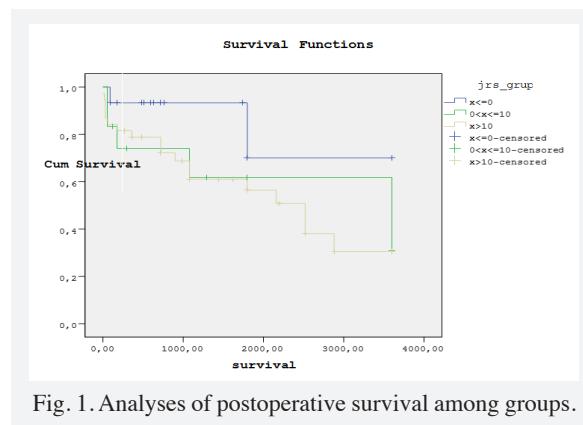 Survival Functions
jrs_grup
x<=0
0<x<=10
x>10
x<=0-censored
0<x<=10-censored
x>10-censored
1,0
0,8
Cum Survival
0,6
0,4
0,2
0,0
0,00 1000,00 2000,00 3000,00 4000,00
survival
Fig. 1. Analyses of postoperative survival among groups.